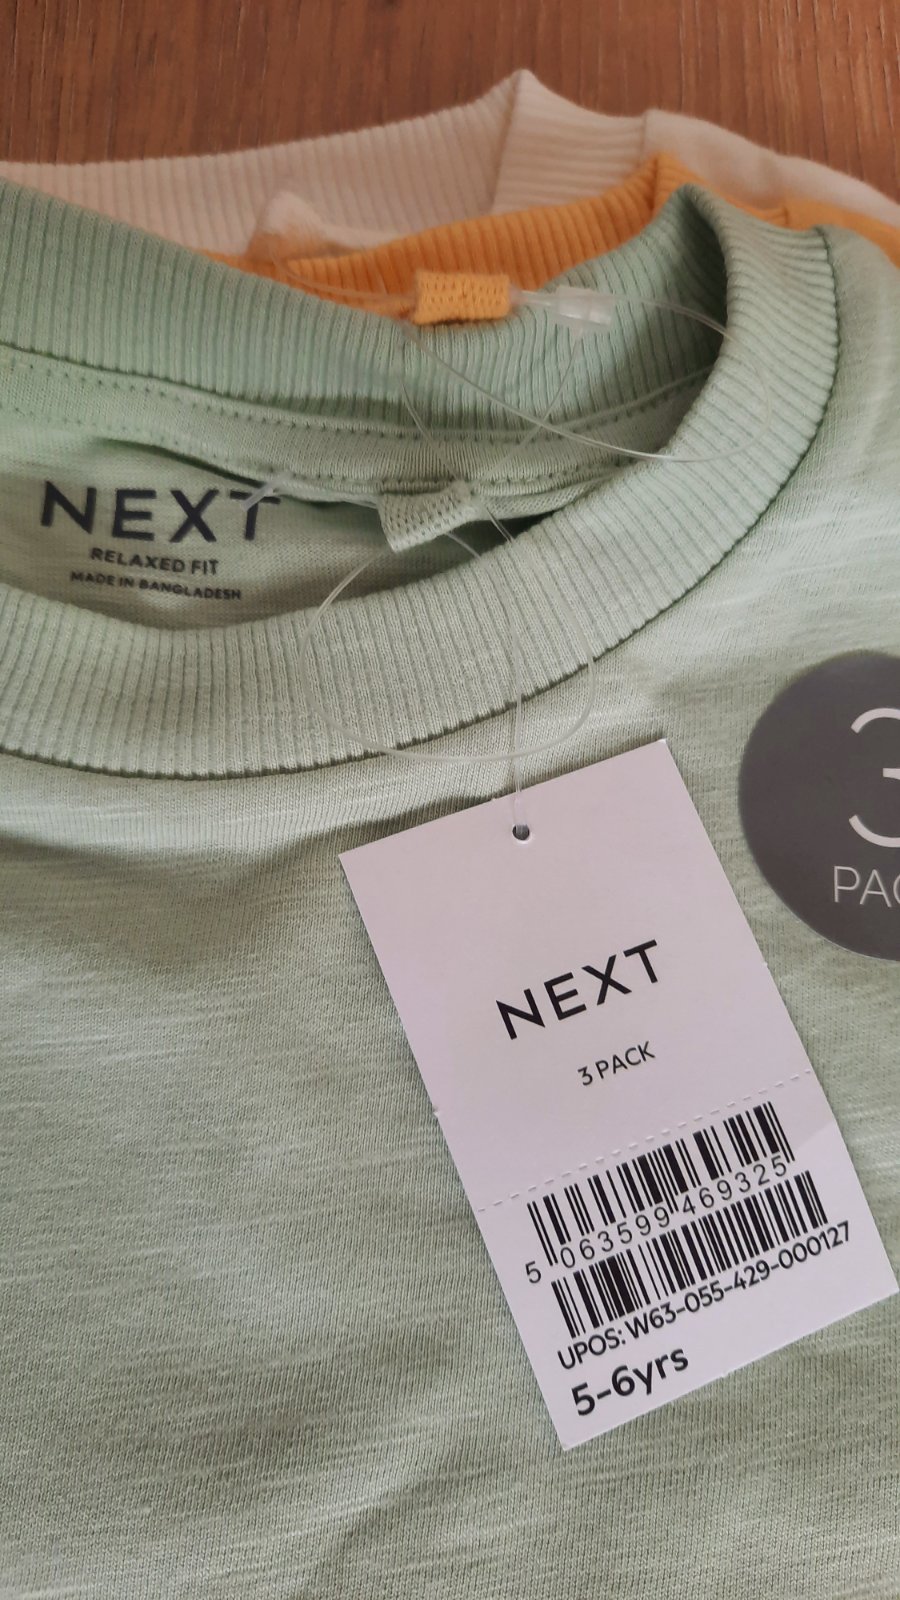 NEXT
RELAXED FIT
MADE IN BANGLADESH
3
NEXT
3 PACK
5 063599 469325
UPOS: W63-055-429-000127
5-6yrs